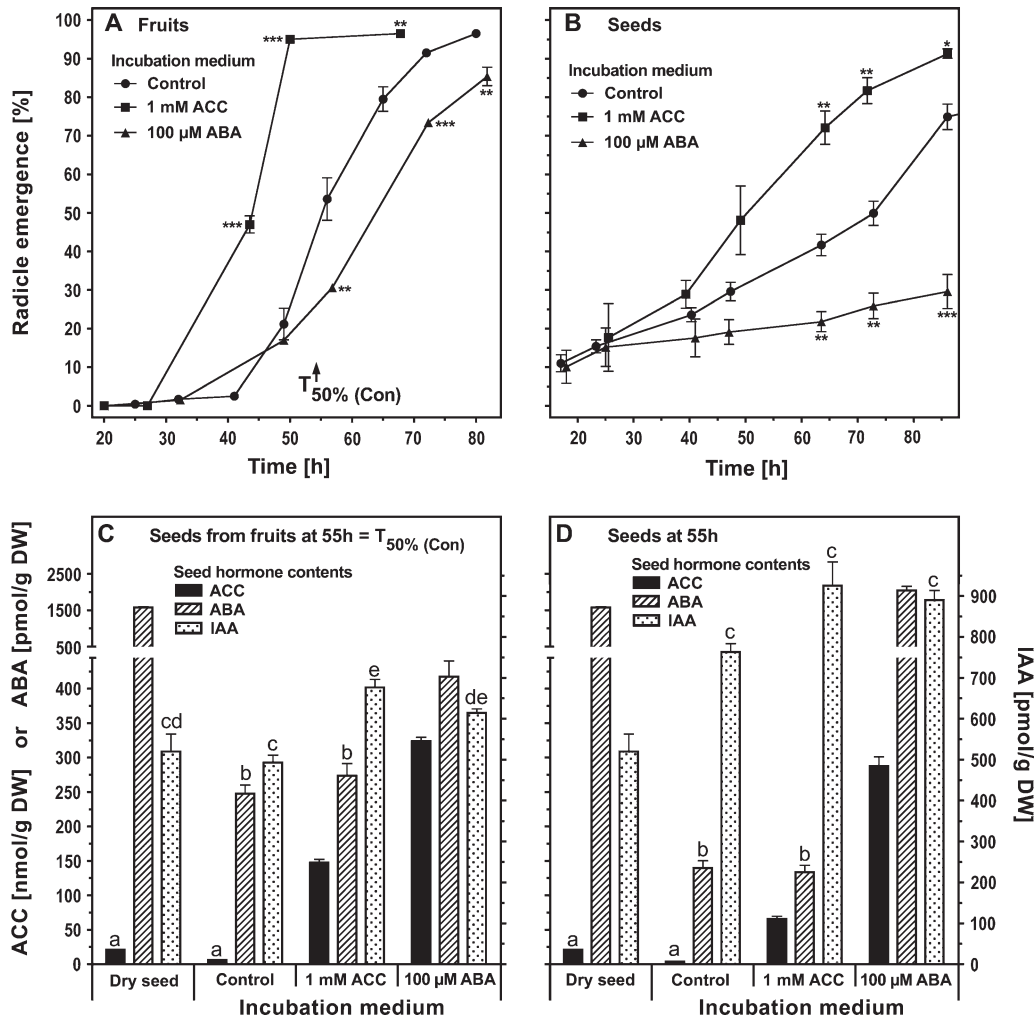 A Fruits
Incubation medium
Control
1 mM ACC
100 µM ABA
Radicle emergence [%]
100
90
80
70
60
50
40
30
20
10
0
***
***
**
**
***
**
T50% (Con)
20 30 40 50 60 70 80
Time [h]
B Seeds
Incubation medium
Control
1 mM ACC
100 µM ABA
**
**
*
**
**
***
20 30 40 50 60 70 80
Time [h]
C Seeds from fruits at 55h = T50% (Con)
Seed hormone contents
ACC
ABA
IAA
ACC [nmol/g DW] or ABA [pmol/g DW]
2500
1500
500
400
350
300
250
200
150
100
50
0
a cd
a b c
b e
de
Dry seed Control 1 mM ACC 100 µM ABA
Incubation medium
D Seeds at 55h
Seed hormone contents
ACC
ABA
IAA
a
a b c
b c
c
900
800
700
600
500
400
300
200
100
0
IAA [pmol/g DW]
Dry seed Control 1 mM ACC 100 µM ABA
Incubation medium